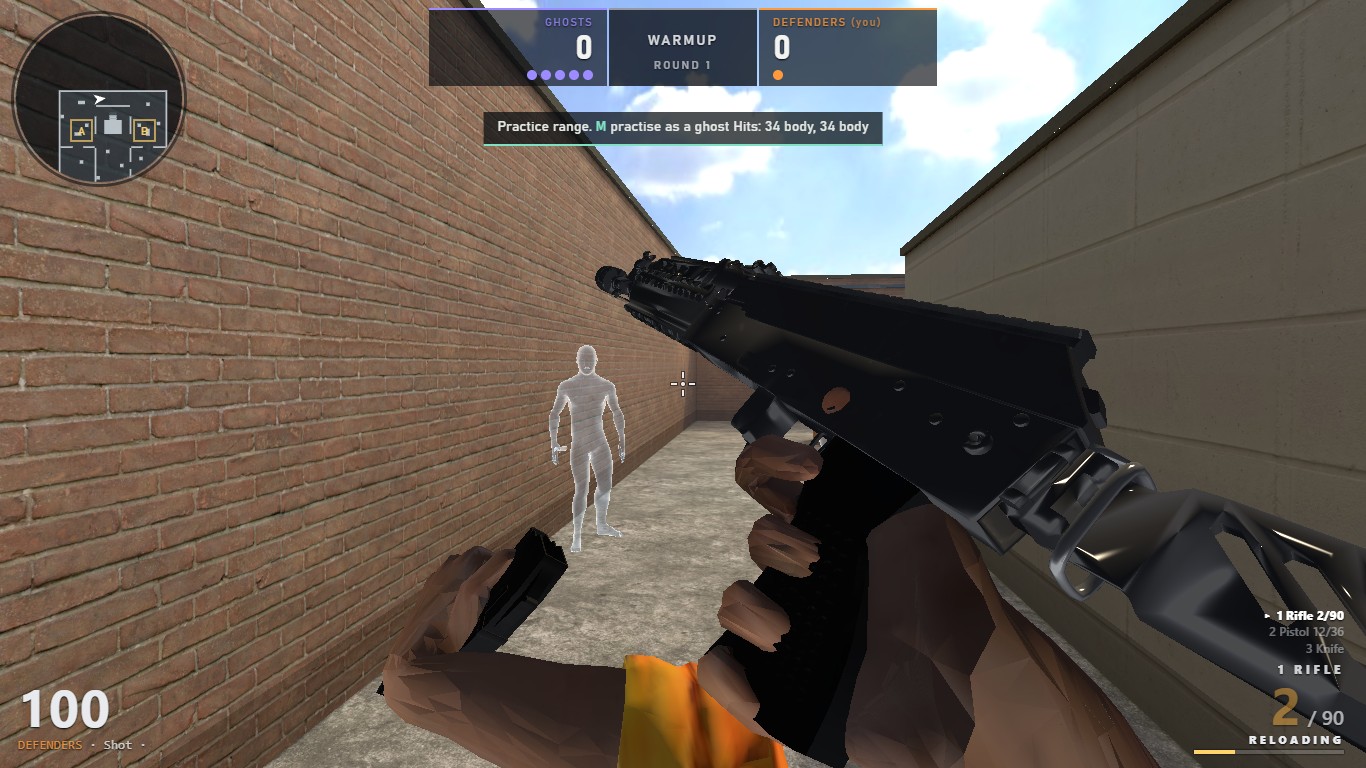 GHOSTS
0
WARMUP
ROUND 1
DEFENDERS (you)
0
Practice range. M practise as a ghost Hits: 34 body, 34 body
A
B
▸ 1 Rifle 2/90
2 Pistol 12/36
3 Knife
1 RIFLE
2 / 90
RELOADING
100
DEFENDERS · Shot ·